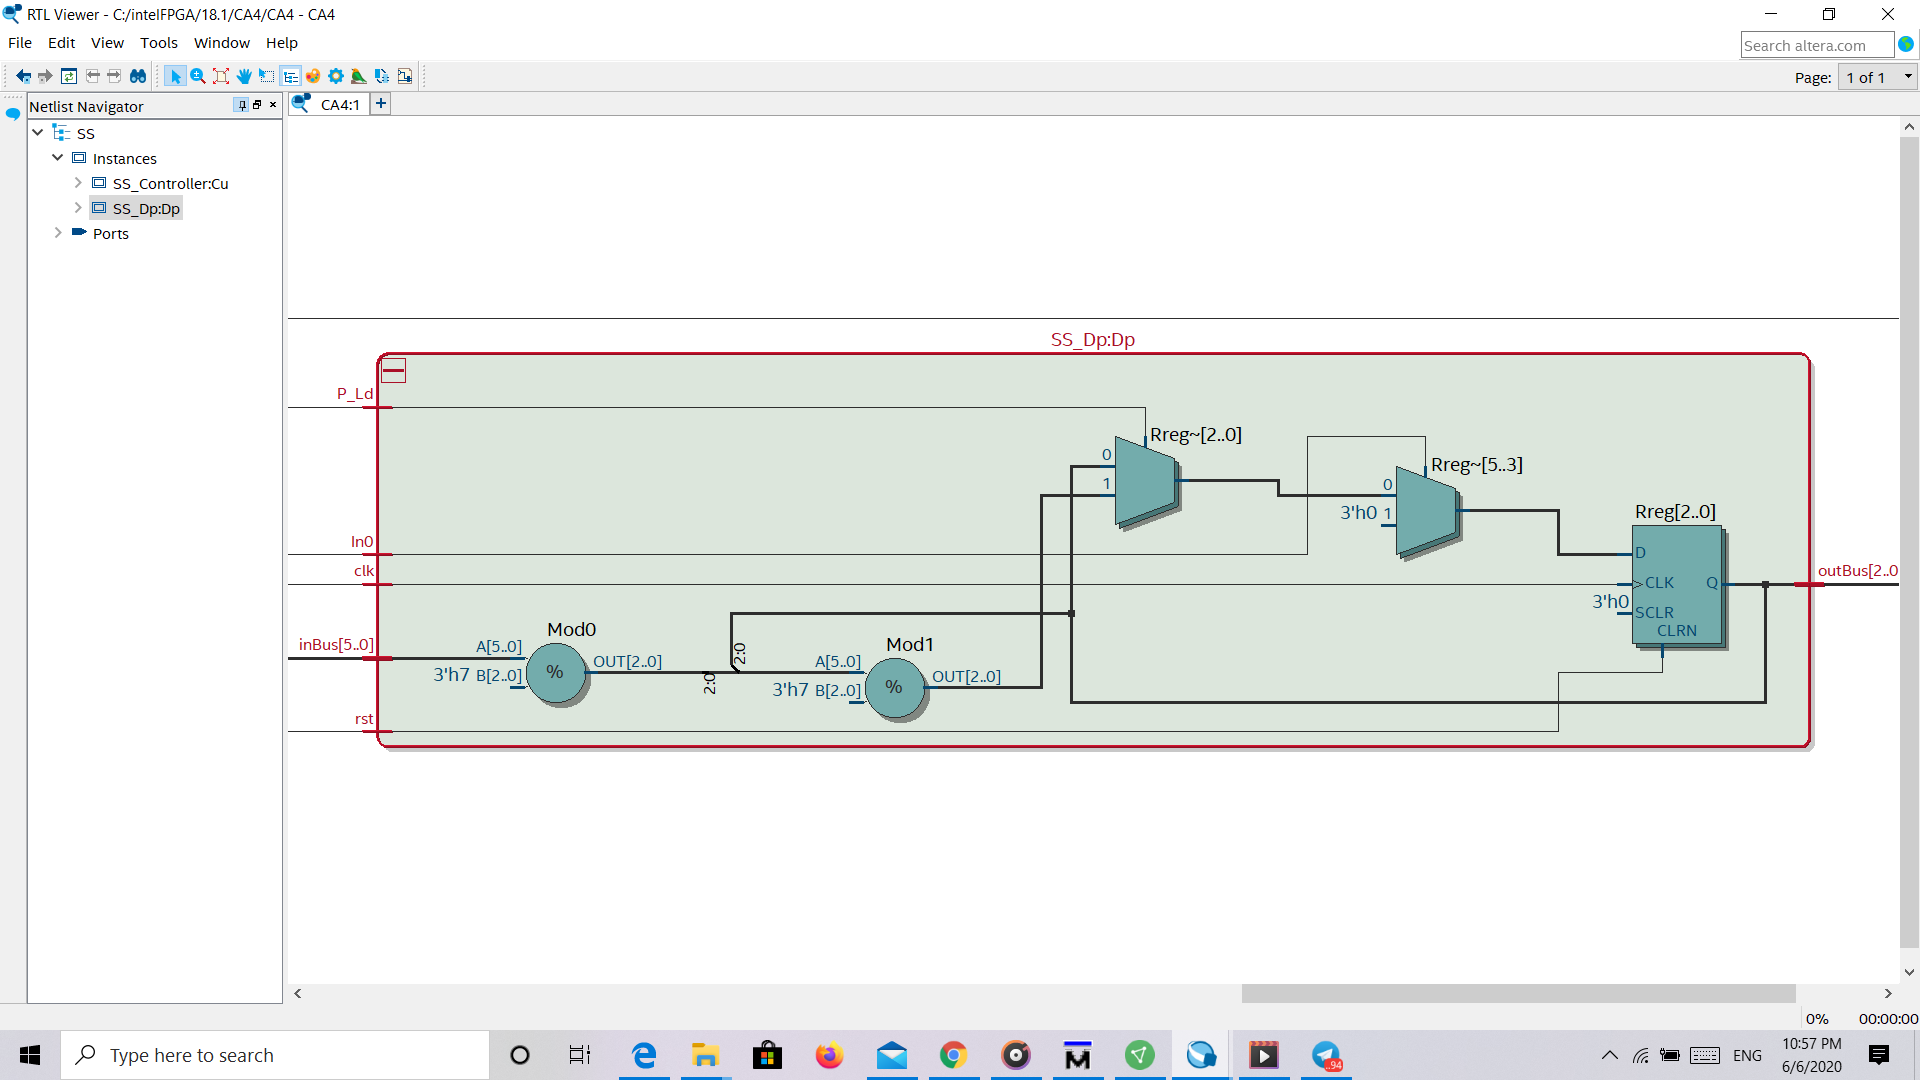 RTL Viewer - C:/intelFPGA/18.1/CA4/CA4 - CA4
File Edit View Tools Window Help
Search altera.com
Page: 1 of 1
Netlist Navigator
CA4:1
SS
Instances
SS_Controller:Cu
SS_Dp:Dp
Ports
SS_Dp:Dp
P_Ld
Rreg~[2..0]
0
1
Rreg~[5..3]
0
3'h0 1
Rreg[2..0]
In0
D
clk
CLK Q
outBus[2..0
3'h0
SCLR
CLRN
Mod0
Mod1
inBus[5..0]
A[5..0]
3'h7 B[2..0]
%
OUT[2..0]
2:0
2:0
A[5..0]
3'h7 B[2..0]
%
OUT[2..0]
rst
0% 00:00:00
Type here to search
..94
ENG
10:57 PM
6/6/2020